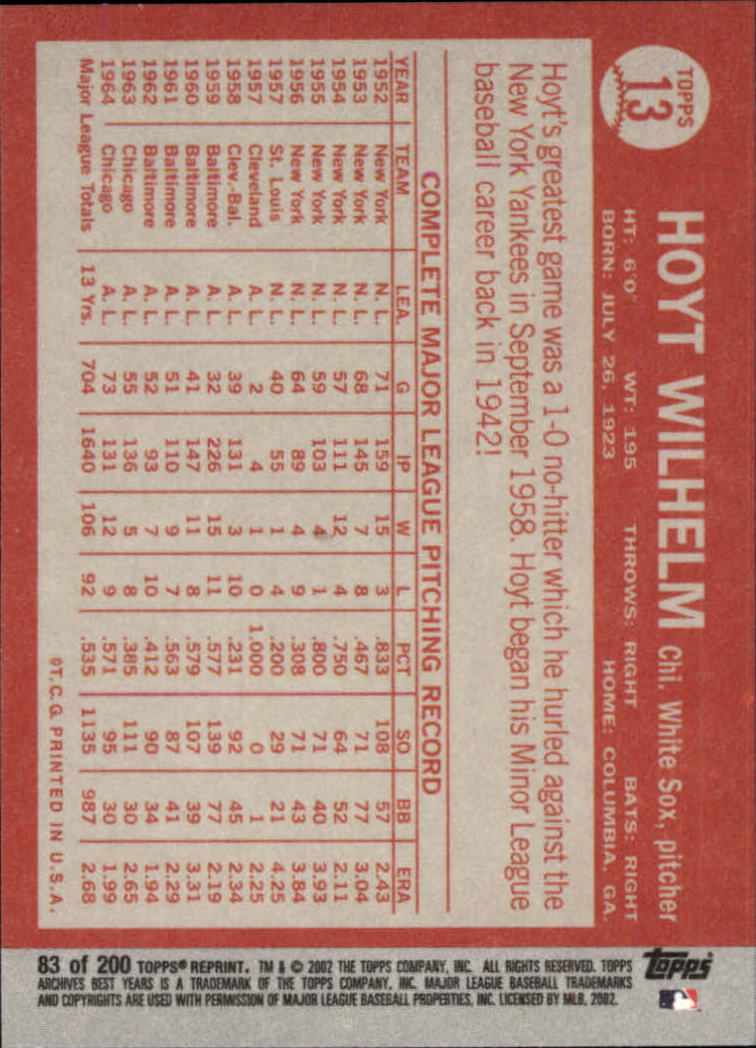 TOPPS
13
HOYT WILHELM Chi. White Sox, pitcher
HT: 6'0" WT: 195 THROWS: RIGHT BATS: RIGHT
BORN: JULY 26, 1923 HOME: COLUMBIA, GA.
Hoyt's greatest game was a 1-0 no-hitter which he hurled against the
New York Yankees in September 1958. Hoyt began his Minor League
baseball career back in 1942!
COMPLETE MAJOR LEAGUE PITCHING RECORD
YEAR TEAM LEA. G IP W L PCT SO BB ERA
1952 New York N. L. 71 159 15 3 .833 108 57 2.43
1953 New York N. L. 68 145 7 8 .467 71 77 3.04
1954 New York N. L. 57 111 12 4 .750 64 52 2.11
1955 New York N. L. 59 103 4 1 .800 71 40 3.93
1956 New York N. L. 64 89 4 9 .308 71 43 3.84
1957 St. Louis N. L. 40 55 1 4 .200 29 21 4.25
1957 Cleveland A. L. 2 4 1 0 1.000 0 1 2.25
1958 Clev.-Bal. A. L. 39 131 3 10 .231 92 45 2.34
1959 Baltimore A. L. 32 226 15 11 .577 139 77 2.19
1960 Baltimore A. L. 41 147 11 8 .579 107 39 3.31
1961 Baltimore A. L. 51 110 9 7 .563 87 41 2.29
1962 Baltimore A. L. 52 93 7 10 .412 90 34 1.94
1963 Chicago A. L. 55 136 5 8 .385 111 30 2.65
1964 Chicago A. L. 73 131 12 9 .571 95 30 1.99
Major League Totals 13 Yrs. 704 1640 106 92 .535 1135 987 2.68
©T.C.G. PRINTED IN U.S.A.
topps
83 of 200 TOPPS® REPRINT. TM & © 2002 THE TOPPS COMPANY, INC. ALL RIGHTS RESERVED. TOPPS
ARCHIVES BEST YEARS IS A TRADEMARK OF THE TOPPS COMPANY, INC. MAJOR LEAGUE BASEBALL TRADEMARKS
AND COPYRIGHTS ARE USED WITH PERMISSION OF MAJOR LEAGUE BASEBALL PROPERTIES, INC. LICENSED BY MLB, 2002.